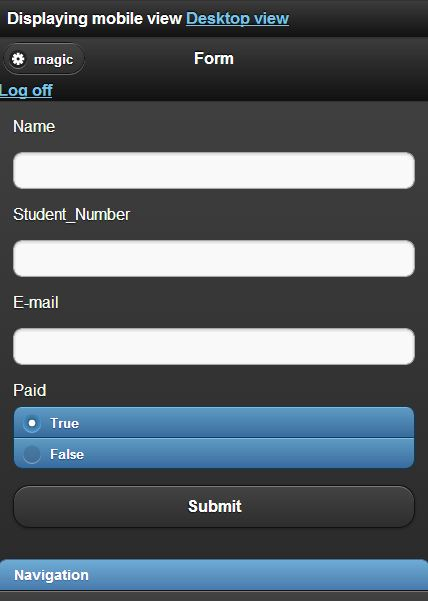 Displaying mobile view Desktop view
magic
Form
Log off
Name
Student_Number
E-mail
Paid
True
False
Submit
Navigation